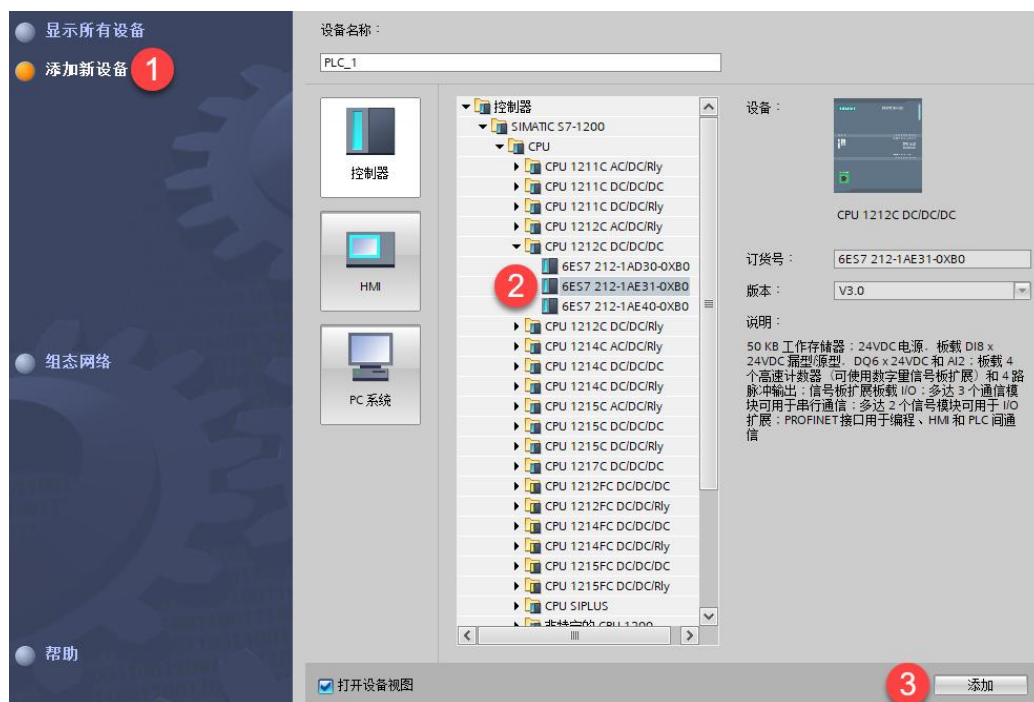 显示所有设备
添加新设备
1
组态网络
帮助
设备名称：
PLC_1
控制器
HMI
PC 系统
控制器
SIMATIC S7-1200
CPU
CPU 1211C AC/DC/Rly
CPU 1211C DC/DC/DC
CPU 1211C DC/DC/Rly
CPU 1212C AC/DC/Rly
CPU 1212C DC/DC/DC
6ES7 212-1AD30-0XB0
2
6ES7 212-1AE31-0XB0
6ES7 212-1AE40-0XB0
CPU 1212C DC/DC/Rly
CPU 1214C AC/DC/Rly
CPU 1214C DC/DC/DC
CPU 1214C DC/DC/Rly
CPU 1215C AC/DC/Rly
CPU 1215C DC/DC/DC
CPU 1215C DC/DC/Rly
CPU 1217C DC/DC/DC
CPU 1212FC DC/DC/DC
CPU 1212FC DC/DC/Rly
CPU 1214FC DC/DC/DC
CPU 1214FC DC/DC/Rly
CPU 1215FC DC/DC/DC
CPU 1215FC DC/DC/Rly
CPU SIPLUS
非特定的 CPU 1200
设备：
CPU 1212C DC/DC/DC
订货号：
6ES7 212-1AE31-0XB0
版本：
V3.0
说明：
50 KB 工作存储器；24VDC 电源，板载 DI8 x
24VDC 漏型/源型，DQ6 x 24VDC 和 AI2；板载 4
个高速计数器（可使用数字量信号板扩展）和 4 路
脉冲输出；信号板扩展板载 I/O；多达 3 个通信模
块可用于串行通信；多达 2 个信号模块可用于 I/O
扩展；PROFINET 接口用于编程、HMI 和 PLC 间通
信
打开设备视图
3
添加